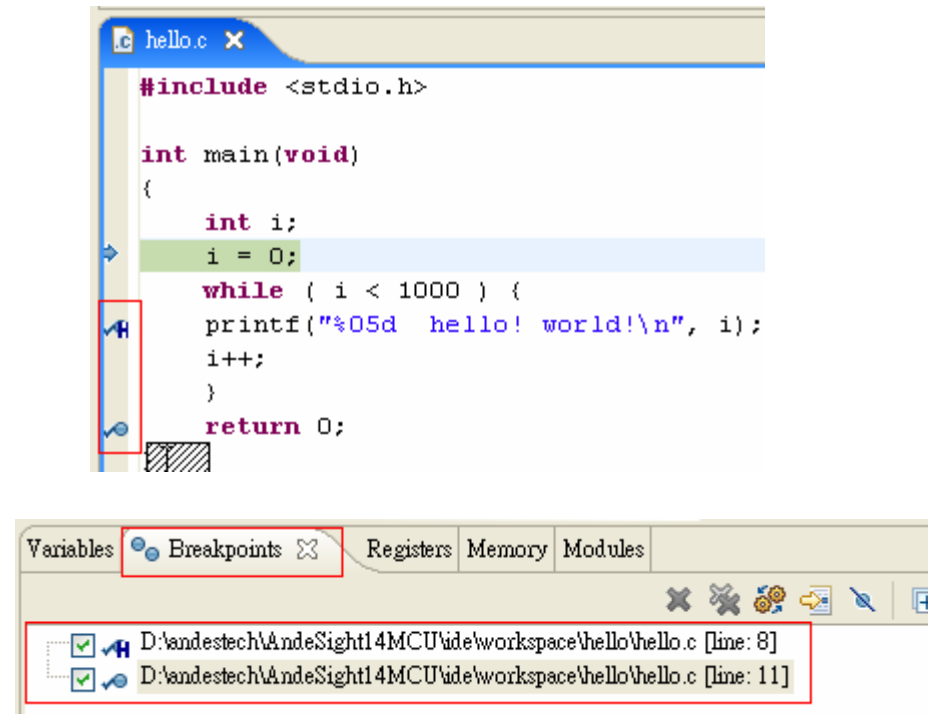 hello.c
#include <stdio.h>
int main(void)
{
int i;
i = 0;
while ( i < 1000 ) {
printf("%05d  hello! world!\n", i);
i++;
}
return 0;
Variables Breakpoints Registers Memory Modules
H D:\andestech\AndeSight14MCU\ide\workspace\hello\hello.c [line: 8]
D:\andestech\AndeSight14MCU\ide\workspace\hello\hello.c [line: 11]